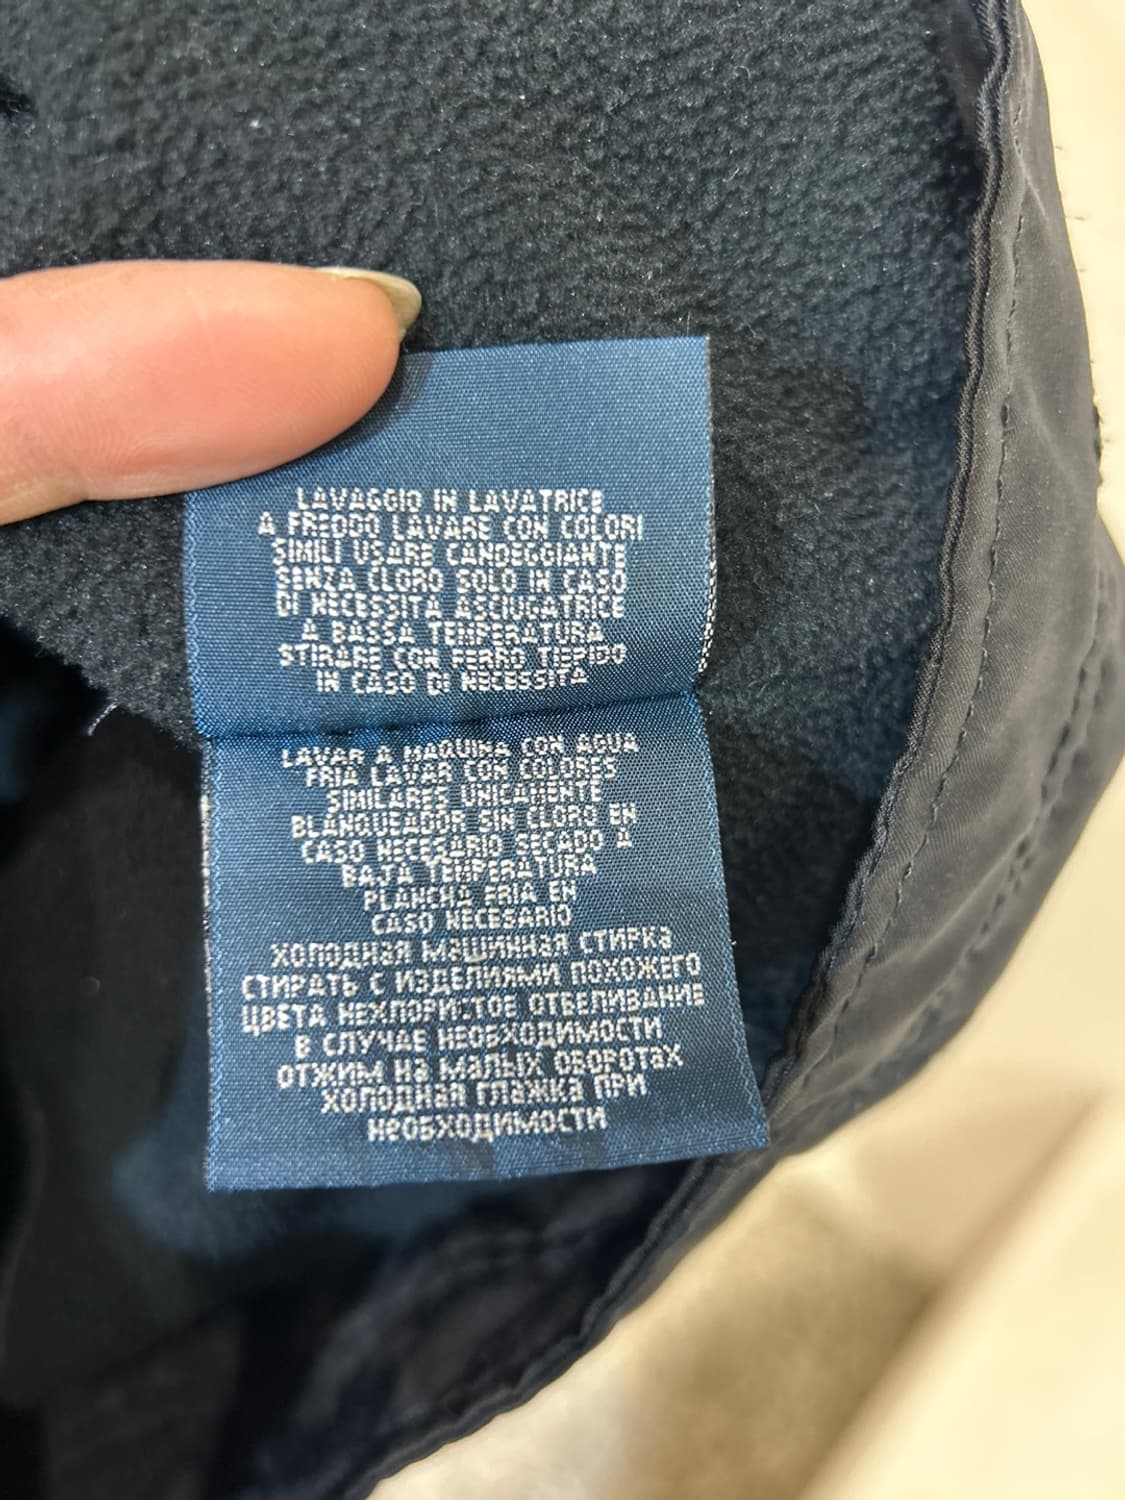 LAVAGGIO IN LAVATRICE
A FREDDO LAVARE CON COLORI
SIMILI USARE CANDEGGIANTE
SENZA CLORO SOLO IN CASO
DI NECESSITA ASCIUGATRICE
A BASSA TEMPERATURA
STIRARE CON FERRO TIEPIDO
IN CASO DI NECESSITA
LAVAR A MAQUINA CON AGUA
FRIA LAVAR CON COLORES
SIMILARES UNICAMENTE
BLANQUEADOR SIN CLORO EN
CASO NECESARIO SECADO A
BAJA TEMPERATURA
PLANCHA FRIA EN
CASO NECESARIO
ХОЛОДНАЯ МАШИННАЯ СТИРКА
СТИРАТЬ С ИЗДЕЛИЯМИ ПОХОЖЕГО
ЦВЕТА НЕХЛОРИСТОЕ ОТБЕЛИВАНИЕ
В СЛУЧАЕ НЕОБХОДИМОСТИ
ОТЖИМ НА МАЛЫХ ОБОРОТАХ
ХОЛОДНАЯ ГЛАЖКА ПРИ
НЕОБХОДИМОСТИ